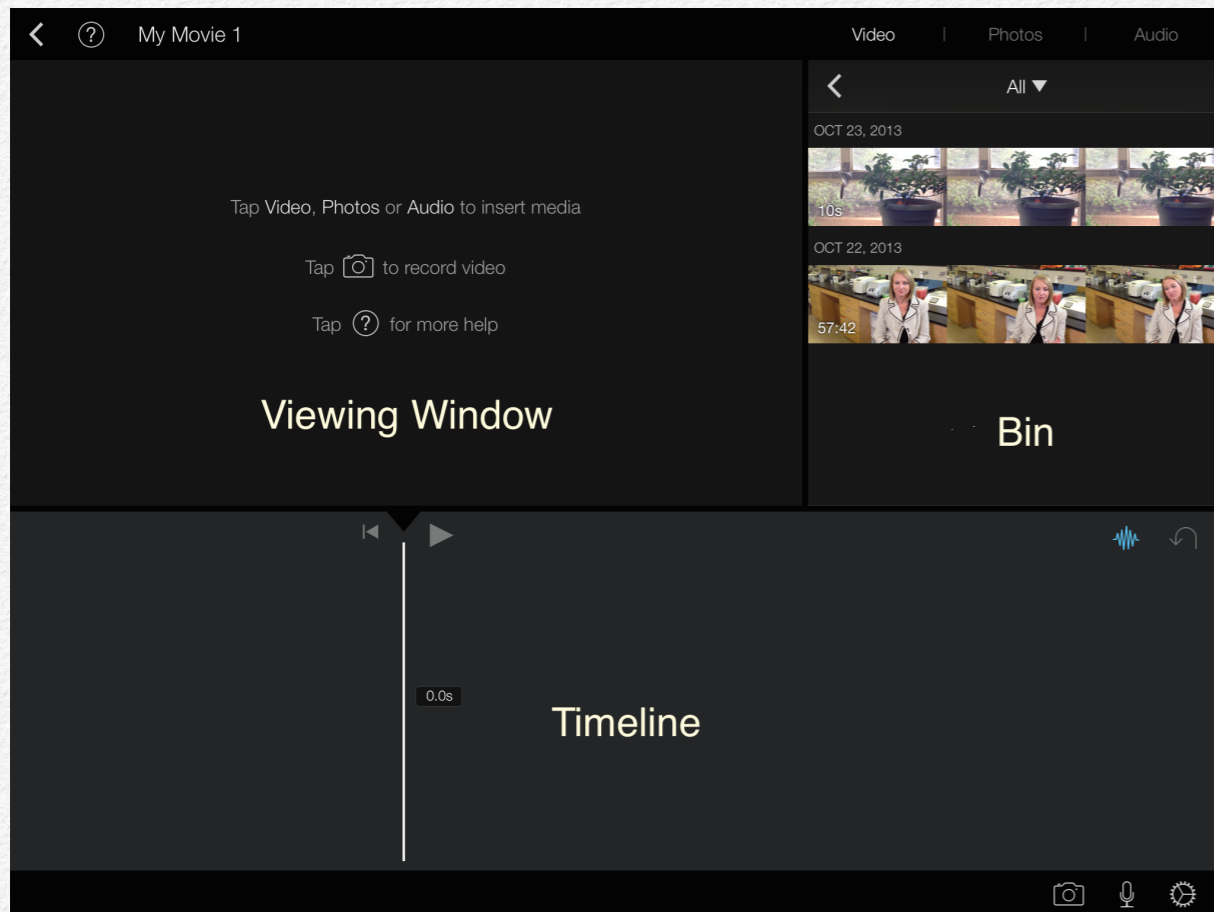 My Movie 1
Video | Photos | Audio
All ▼
OCT 23, 2013
10s
OCT 22, 2013
57:42
Bin
Tap Video, Photos or Audio to insert media
Tap to record video
Tap ? for more help
Viewing Window
0.0s
Timeline